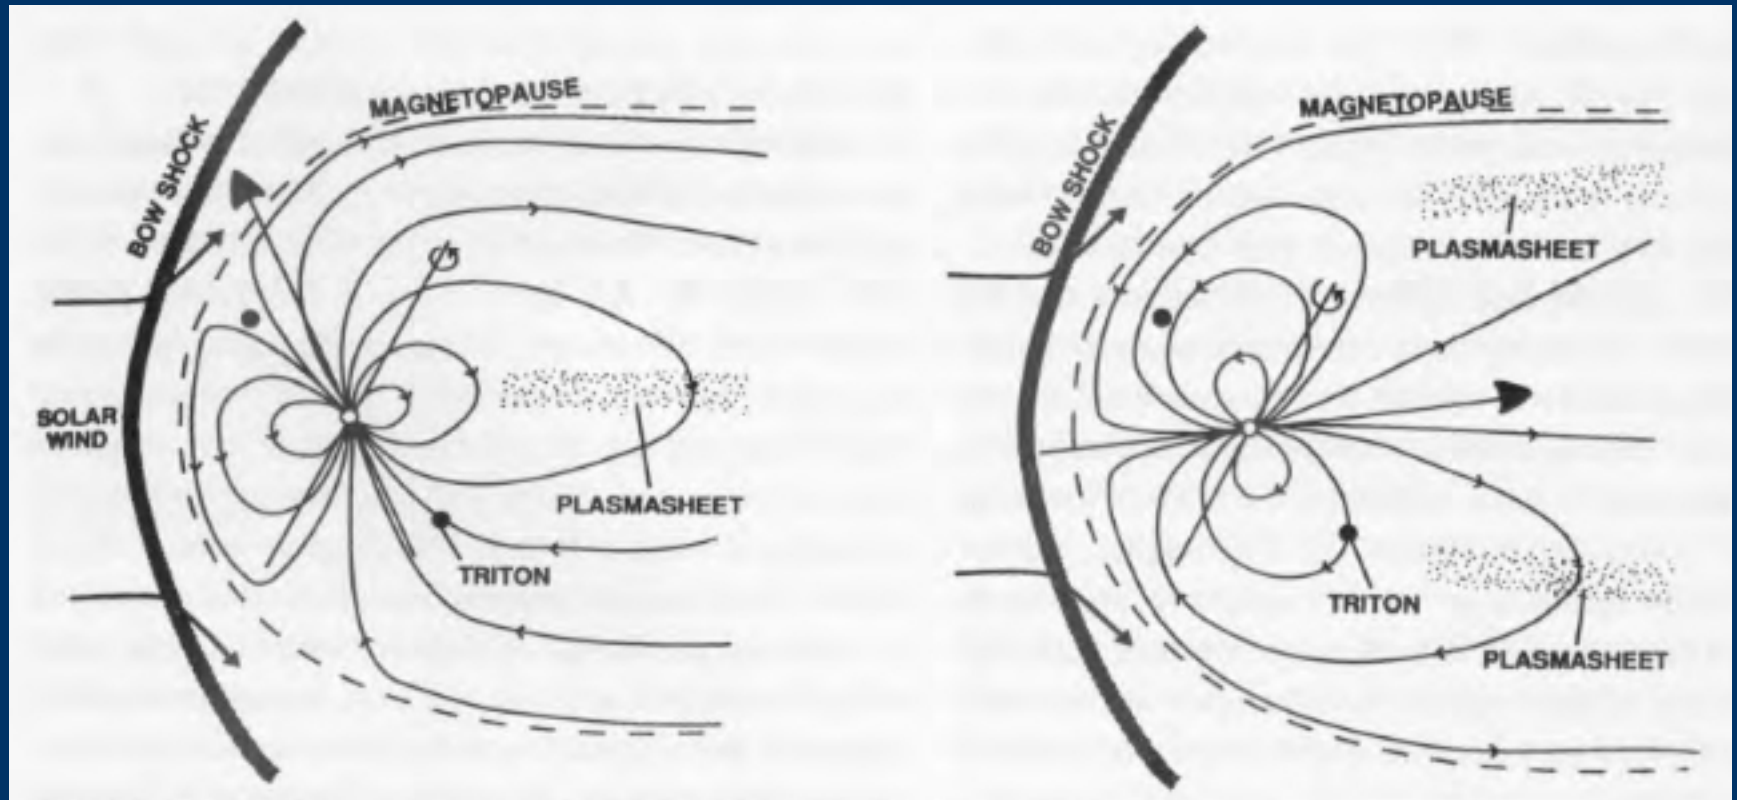 MAGNETOPAUSE
BOW SHOCK
SOLAR
WIND
PLASMASHEET
TRITON
MAGNETOPAUSE
BOW SHOCK
PLASMASHEET
TRITON
PLASMASHEET